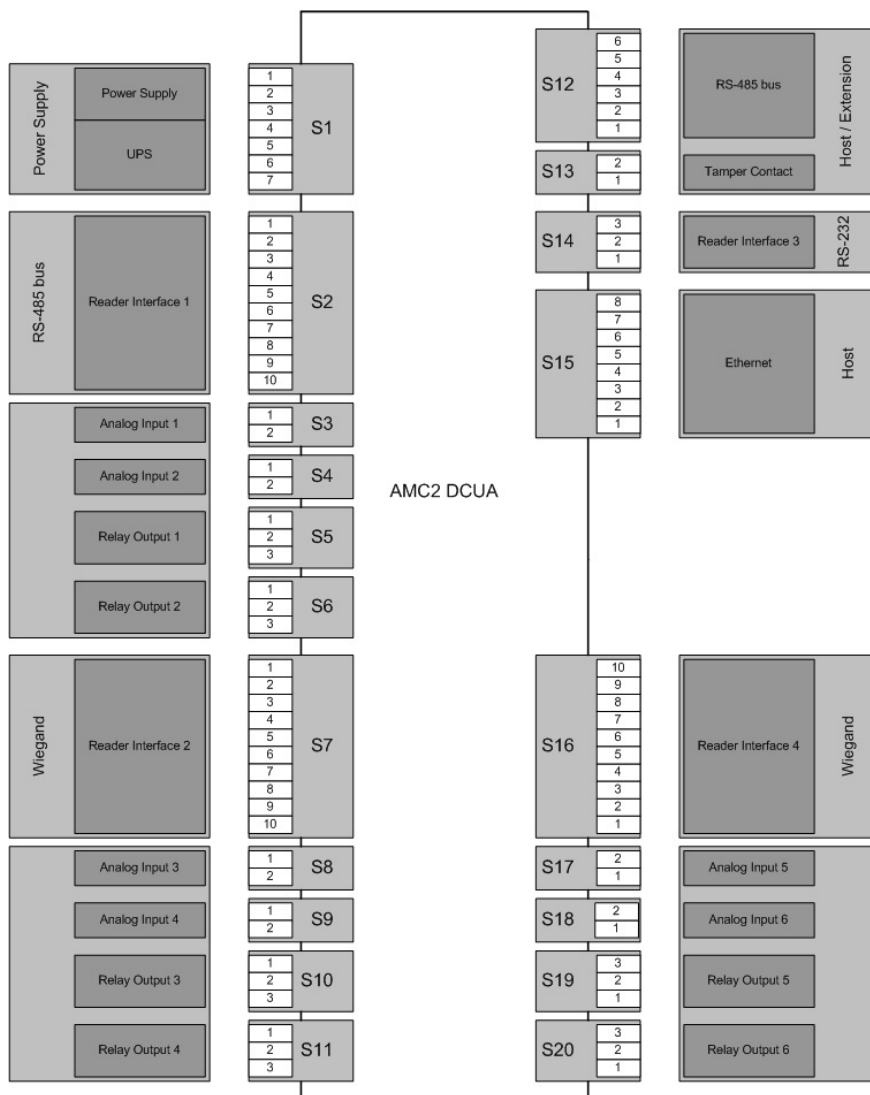 Power Supply
Power Supply
UPS
1
2
3
4
5
6
7
S1
RS-485 bus
Reader Interface 1
1
2
3
4
5
6
7
8
9
10
S2
Analog Input 1
1
2
S3
Analog Input 2
1
2
S4
Relay Output 1
1
2
3
S5
Relay Output 2
1
2
3
S6
Wiegand
Reader Interface 2
1
2
3
4
5
6
7
8
9
10
S7
Analog Input 3
1
2
S8
Analog Input 4
1
2
S9
Relay Output 3
1
2
3
S10
Relay Output 4
1
2
3
S11
AMC2 DCUA
S12
6
5
4
3
2
1
RS-485 bus
Host / Extension
S13
2
1
Tamper Contact
S14
3
2
1
Reader Interface 3
RS-232
S15
8
7
6
5
4
3
2
1
Ethernet
Host
S16
10
9
8
7
6
5
4
3
2
1
Reader Interface 4
Wiegand
S17
2
1
Analog Input 5
S18
2
1
Analog Input 6
S19
3
2
1
Relay Output 5
S20
3
2
1
Relay Output 6